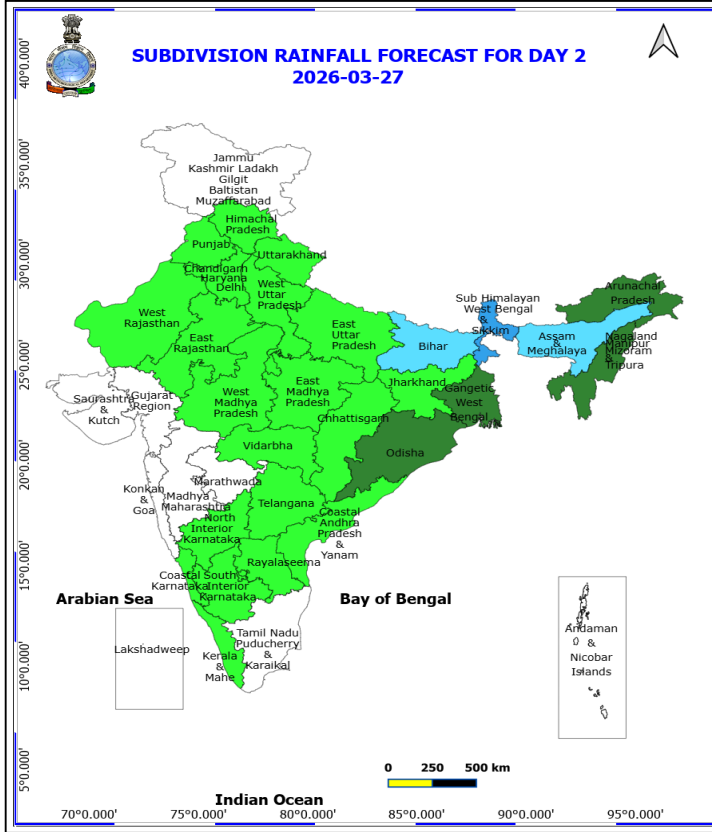 SUBDIVISION RAINFALL FORECAST FOR DAY 2
2026-03-27
40°0.000'
35°0.000'
30°0.000'
25°0.000'
20°0.000'
15°0.000'
10°0.000'
5°0.000'
Jammu
Kashmir Ladakh
Gilgit
Baltistan
Muzaffarabad
Himachal
Pradesh
Punjab
Uttarakhand
Chandigarh
Haryana
Delhi
West
Uttar
Pradesh
West
Rajasthan
East
Rajasthan
East
Uttar Pradesh
Bihar
Sub Himalayan
West Bengal
&
Sikkim
Assam
&
Meghalaya
Arunachal
Pradesh
Nagaland
Manipur
Mizoram
&
Tripura
Saurashtra
&
Kutch
Gujarat
Region
West
Madhya
Pradesh
East
Madhya
Pradesh
Jharkhand
Gangetic
West
Bengal
Chhattisgarh
Odisha
Vidarbha
Konkan
&
Goa
Madhya
Maharashtra
Marathwada
Telangana
North
Interior
Karnataka
Coastal
Andhra
Pradesh
&
Yanam
Rayalaseema
Coastal
Karnataka
South
Interior
Karnataka
Arabian Sea
Bay of Bengal
Lakshadweep
Kerala
&
Mahe
Tamil Nadu
Puducherry
&
Karaikal
Andaman
&
Nicobar
Islands
0 250 500 km
Indian Ocean
70°0.000' 75°0.000' 80°0.000' 85°0.000' 90°0.000' 95°0.000'